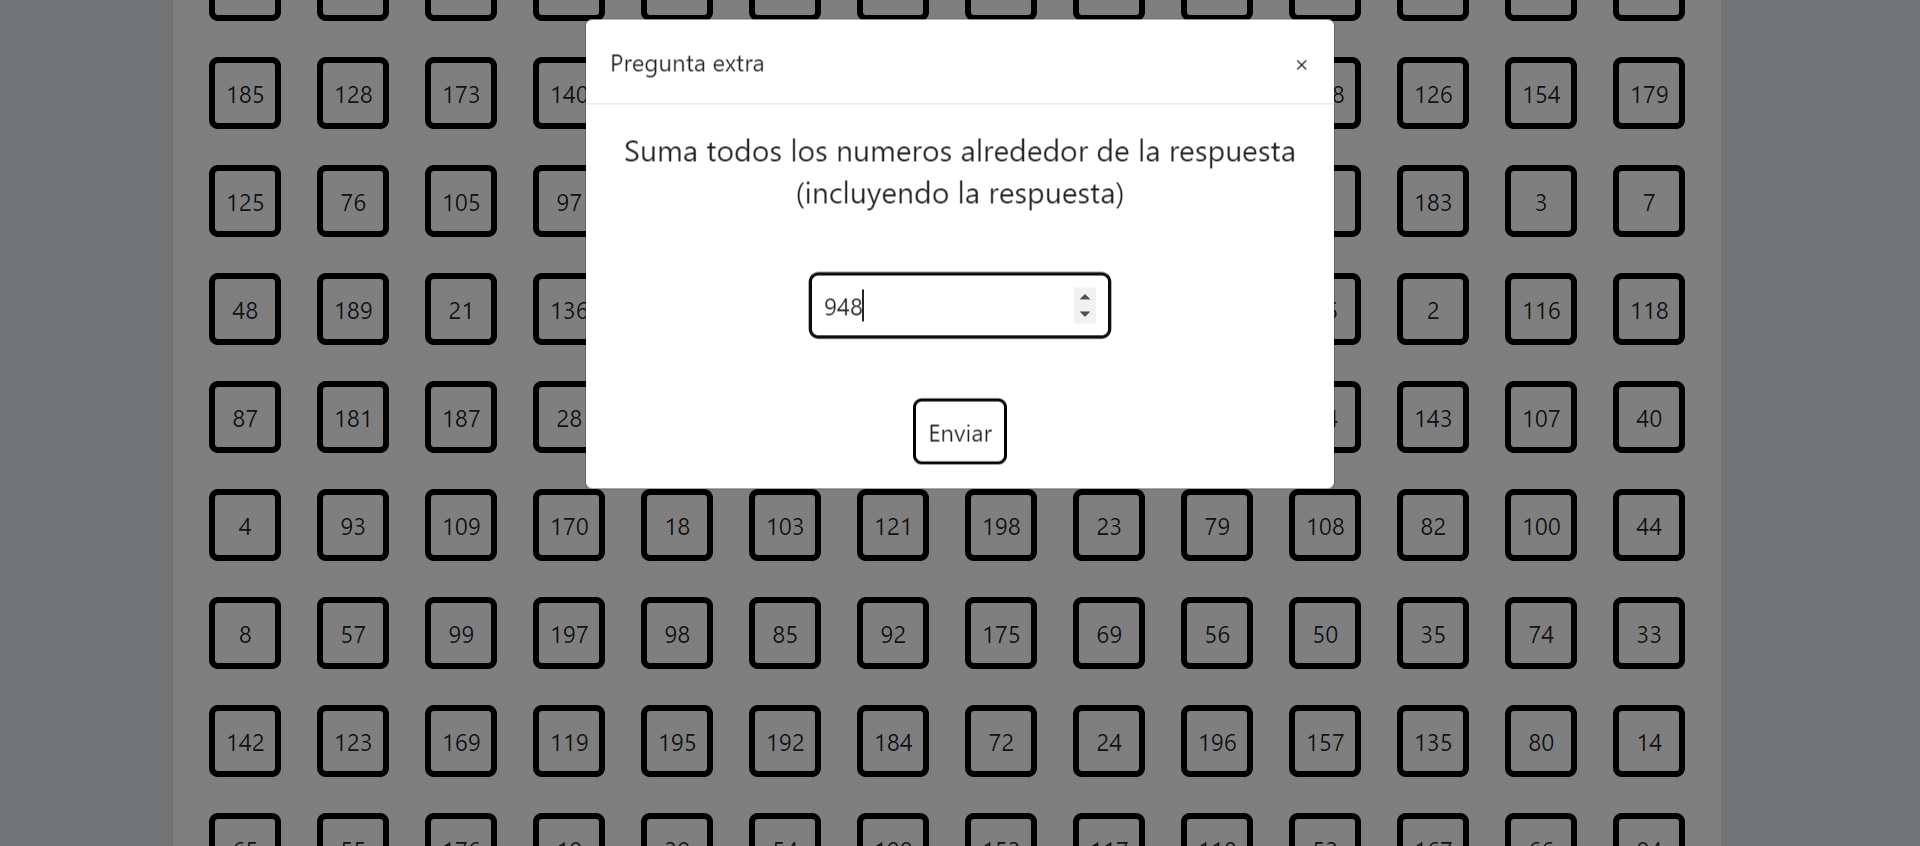 Pregunta extra ×
185 128 173 140 126 154 179
Suma todos los numeros alrededor de la respuesta
(incluyendo la respuesta)
125 76 105 97 183 3 7
48 189 21 136 948 2 116 118
87 181 187 28 143 107 40
Enviar
4 93 109 170 18 103 121 198 23 79 108 82 100 44
8 57 99 197 98 85 92 175 69 56 50 35 74 33
142 123 169 119 195 192 184 72 24 196 157 135 80 14